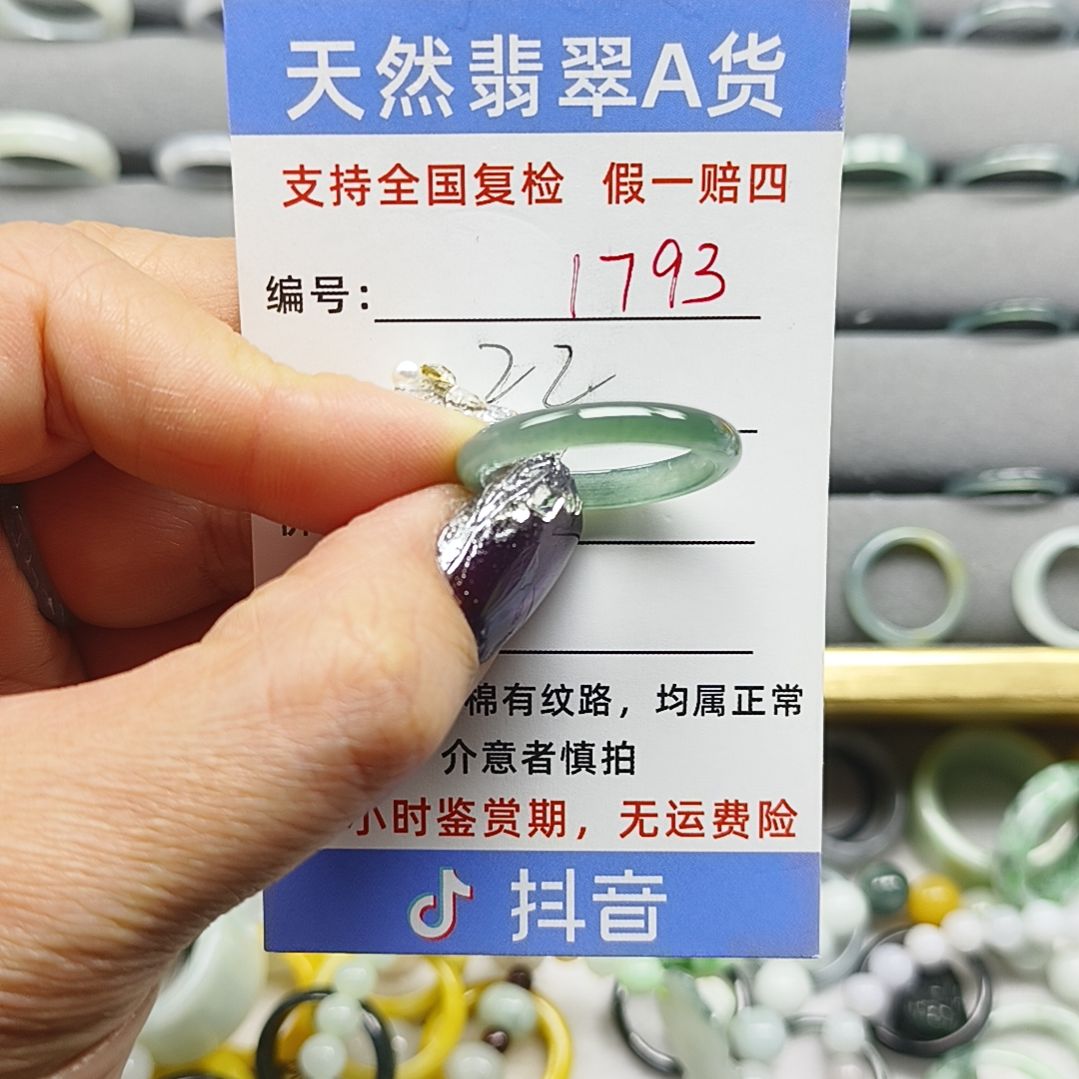 天然翡翠A货
支持全国复检 假一赔四
编号: 1793
22
棉有纹路，均属正常
介意者慎拍
小时鉴赏期，无运费险
抖音